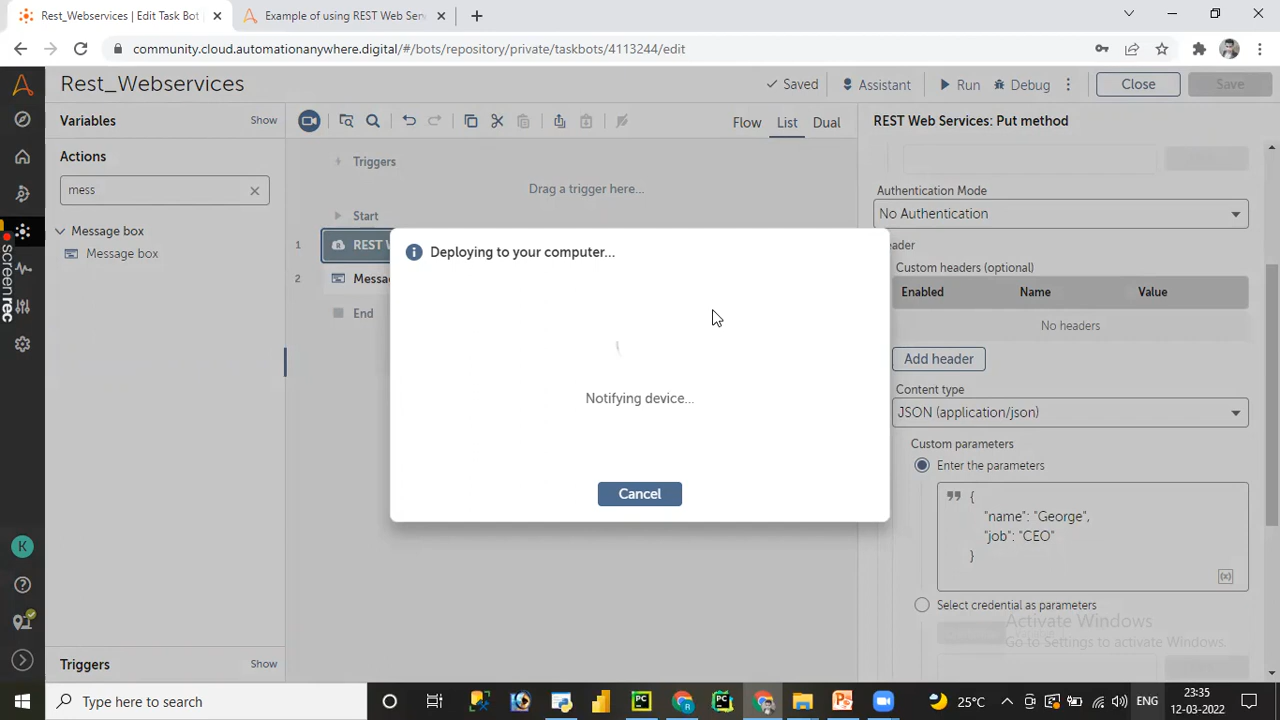 Rest_Webservices | Edit Task Bot
Example of using REST Web Serv
community.cloud.automationanywhere.digital/#/bots/repository/private/taskbots/4113244/edit
Rest_Webservices
Saved
Assistant
Run
Debug
Close
Save
Variables
Show
Flow
List
Dual
REST Web Services: Put method
Actions
mess
Message box
Message box
Triggers
Drag a trigger here...
Start
1
REST W
2
Messa
End
Deploying to your computer...
Notifying device...
Cancel
Authentication Mode
No Authentication
eader
Custom headers (optional)
Enabled Name Value
No headers
Add header
Content type
JSON (application/json)
Custom parameters
Enter the parameters
{
"name": "George",
"job": "CEO"
}
(x)
Select credential as parameters
Activate Windows
Go to Settings to activate Windows.
screenrec
K
Triggers
Show
Type here to search
25°C
ENG
23:35
12-03-2022